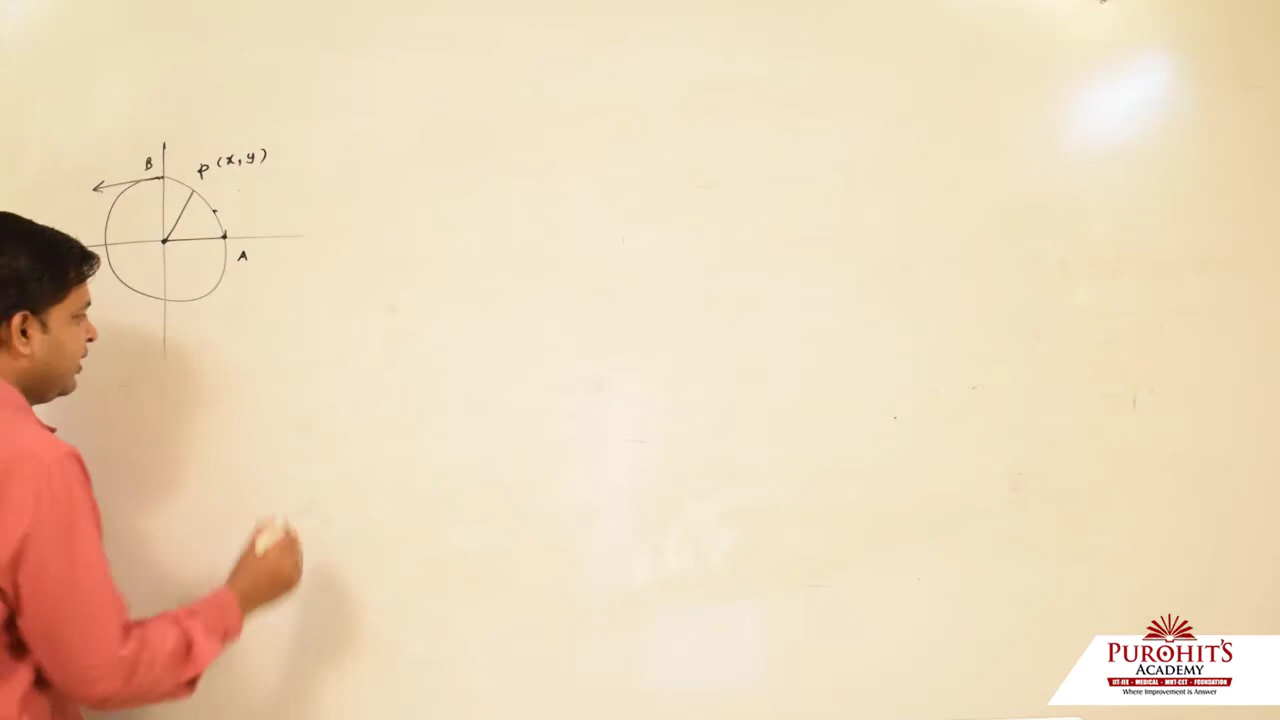 B
P (x, y)
A
PUROHIT'S
ACADEMY
IIT-JEE - MEDICAL - MHT-CET - FOUNDATION
Where Improvement is Answer